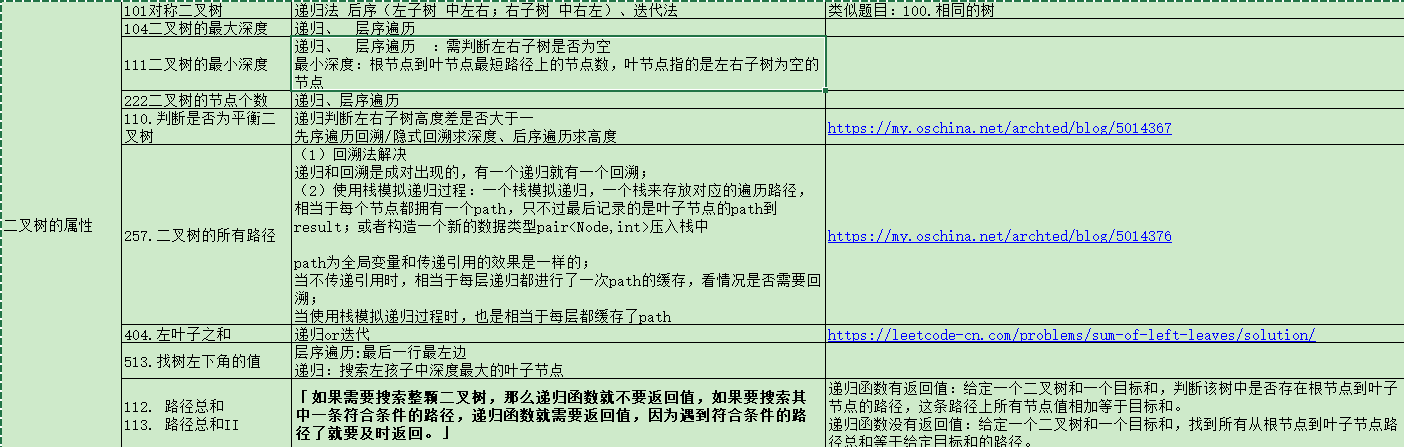 101对称二叉树
递归法 后序（左子树 中左右；右子树 中右左）、迭代法
类似题目：100.相同的树
104二叉树的最大深度
递归、 层序遍历
111二叉树的最小深度
递归、 层序遍历 ：需判断左右子树是否为空
最小深度：根节点到叶节点最短路径上的节点数，叶节点指的是左右子树为空的
节点
222二叉树的节点个数
递归、层序遍历
110.判断是否为平衡二
叉树
递归判断左右子树高度差是否大于一
先序遍历回溯/隐式回溯求深度、后序遍历求高度
https://my.oschina.net/archted/blog/5014367
二叉树的属性
257.二叉树的所有路径
（1）回溯法解决
递归和回溯是成对出现的，有一个递归就有一个回溯；
（2）使用栈模拟递归过程：一个栈模拟递归，一个栈来存放对应的遍历路径，
相当于每个节点都拥有一个path，只不过最后记录的是叶子节点的path到
result；或者构造一个新的数据类型pair<Node,int>压入栈中
path为全局变量和传递引用的效果是一样的；
当不传递引用时，相当于每层递归都进行了一次path的缓存，看情况是否需要回
溯；
当使用栈模拟递归过程时，也是相当于每层都缓存了path
https://my.oschina.net/archted/blog/5014376
404.左叶子之和
递归or迭代
https://leetcode-cn.com/problems/sum-of-left-leaves/solution/
513.找树左下角的值
层序遍历:最后一行最左边
递归：搜索左孩子中深度最大的叶子节点
112. 路径总和
113. 路径总和II
「如果需要搜索整颗二叉树，那么递归函数就不要返回值，如果要搜索其
中一条符合条件的路径，递归函数就需要返回值，因为遇到符合条件的路
径了就要及时返回。」
递归函数有返回值：给定一个二叉树和一个目标和，判断该树中是否存在根节点到叶子
节点的路径，这条路径上所有节点值相加等于目标和。
递归函数没有返回值：给定一个二叉树和一个目标和，找到所有从根节点到叶子节点路
径总和等于给定目标和的路径。